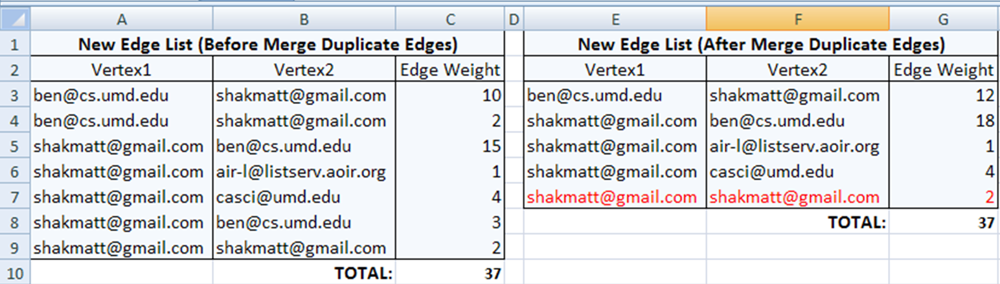 A B C D E F G
1 New Edge List (Before Merge Duplicate Edges) New Edge List (After Merge Duplicate Edges)
2 Vertex1 Vertex2 Edge Weight Vertex1 Vertex2 Edge Weight
3 ben@cs.umd.edu shakmatt@gmail.com 10 ben@cs.umd.edu shakmatt@gmail.com 12
4 ben@cs.umd.edu shakmatt@gmail.com 2 shakmatt@gmail.com ben@cs.umd.edu 18
5 shakmatt@gmail.com ben@cs.umd.edu 15 shakmatt@gmail.com air-l@listserv.aoir.org 1
6 shakmatt@gmail.com air-l@listserv.aoir.org 1 shakmatt@gmail.com casci@umd.edu 4
7 shakmatt@gmail.com casci@umd.edu 4 shakmatt@gmail.com shakmatt@gmail.com 2
8 shakmatt@gmail.com ben@cs.umd.edu 3 TOTAL: 37
9 shakmatt@gmail.com shakmatt@gmail.com 2
10 TOTAL: 37